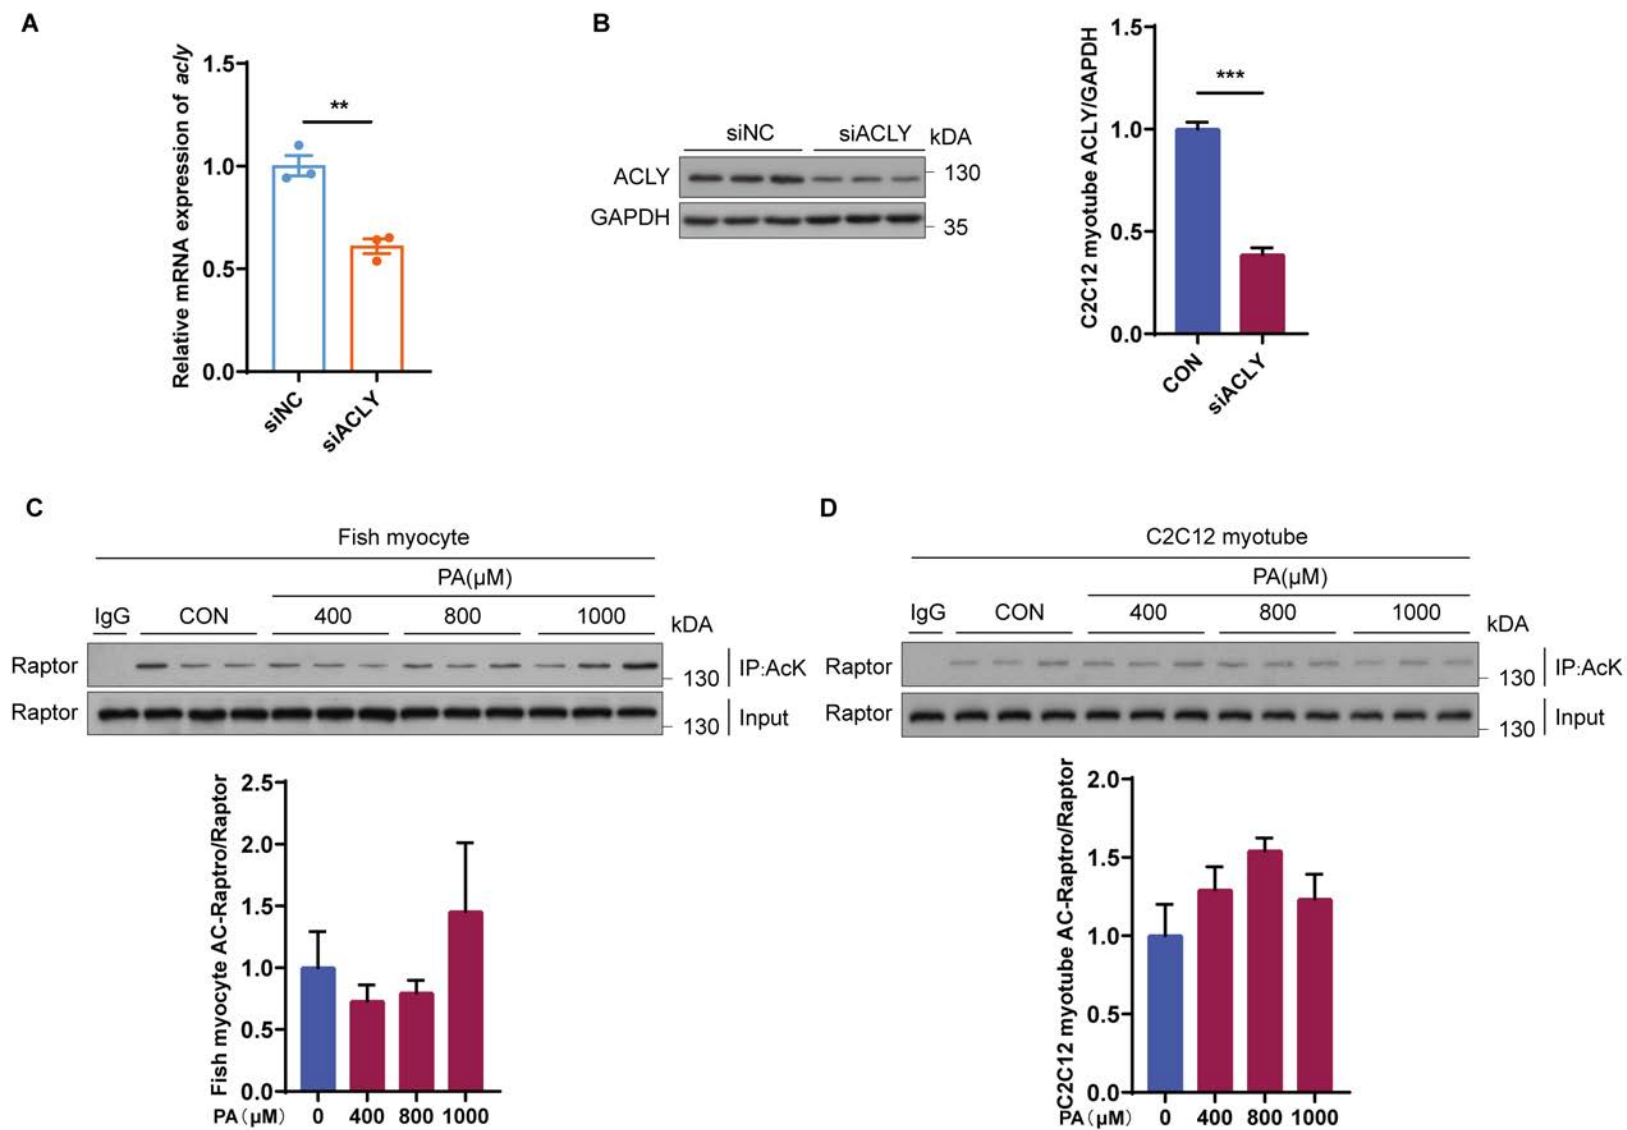 A
Relative mRNA expression of acly
1.5
1.0
0.5
0.0
**
siNC
siACLY
B
siNC siACLY kDA
ACLY 130
GAPDH 35
C2C12 myotube ACLY/GAPDH
1.5
1.0
0.5
0.0
***
CON
siACLY
C
Fish myocyte
PA(μM)
IgG CON 400 800 1000 kDA
Raptor 130 IP:AcK
Raptor 130 Input
Fish myocyte AC-Raptro/Raptor
2.5
2.0
1.5
1.0
0.5
0.0
PA(μM) 0 400 800 1000
D
C2C12 myotube
PA(μM)
IgG CON 400 800 1000 kDA
Raptor 130 IP:AcK
Raptor 130 Input
C2C12 myotube AC-Raptro/Raptor
2.0
1.5
1.0
0.5
0.0
PA(μM) 0 400 800 1000